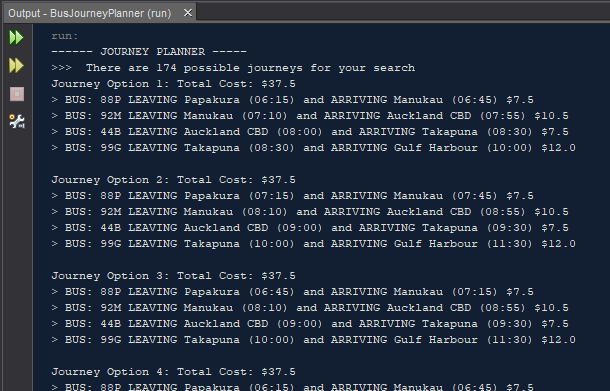 Output - BusJourneyPlanner (run)
run:
------ JOURNEY PLANNER -----
>>>  There are 174 possible journeys for your search
Journey Option 1: Total Cost: $37.5
> BUS: 88P LEAVING Papakura (06:15) and ARRIVING Manukau (06:45) $7.5
> BUS: 92M LEAVING Manukau (07:10) and ARRIVING Auckland CBD (07:55) $10.5
> BUS: 44B LEAVING Auckland CBD (08:00) and ARRIVING Takapuna (08:30) $7.5
> BUS: 99G LEAVING Takapuna (08:30) and ARRIVING Gulf Harbour (10:00) $12.0

Journey Option 2: Total Cost: $37.5
> BUS: 88P LEAVING Papakura (07:15) and ARRIVING Manukau (07:45) $7.5
> BUS: 92M LEAVING Manukau (08:10) and ARRIVING Auckland CBD (08:55) $10.5
> BUS: 44B LEAVING Auckland CBD (09:00) and ARRIVING Takapuna (09:30) $7.5
> BUS: 99G LEAVING Takapuna (10:00) and ARRIVING Gulf Harbour (11:30) $12.0

Journey Option 3: Total Cost: $37.5
> BUS: 88P LEAVING Papakura (06:45) and ARRIVING Manukau (07:15) $7.5
> BUS: 92M LEAVING Manukau (08:10) and ARRIVING Auckland CBD (08:55) $10.5
> BUS: 44B LEAVING Auckland CBD (09:00) and ARRIVING Takapuna (09:30) $7.5
> BUS: 99G LEAVING Takapuna (10:00) and ARRIVING Gulf Harbour (11:30) $12.0

Journey Option 4: Total Cost: $37.5
> BUS: 88P LEAVING Papakura (06:15) and ARRIVING Manukau (06:45) $7.5